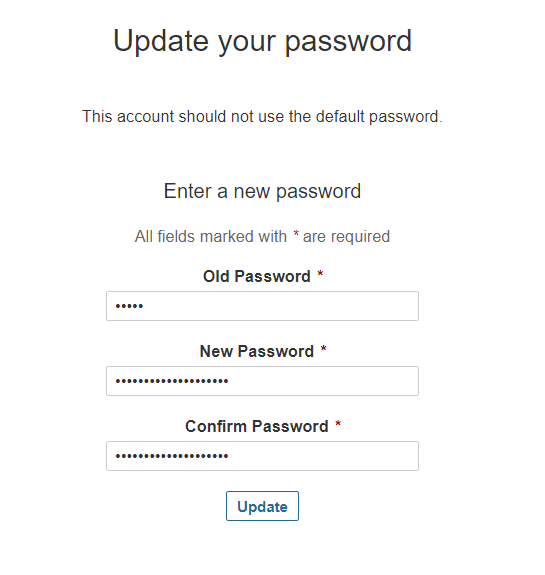 Update your password
This account should not use the default password.
Enter a new password
All fields marked with * are required
Old Password *
•••••
New Password *
••••••••••••••••••••
Confirm Password *
••••••••••••••••••••
Update